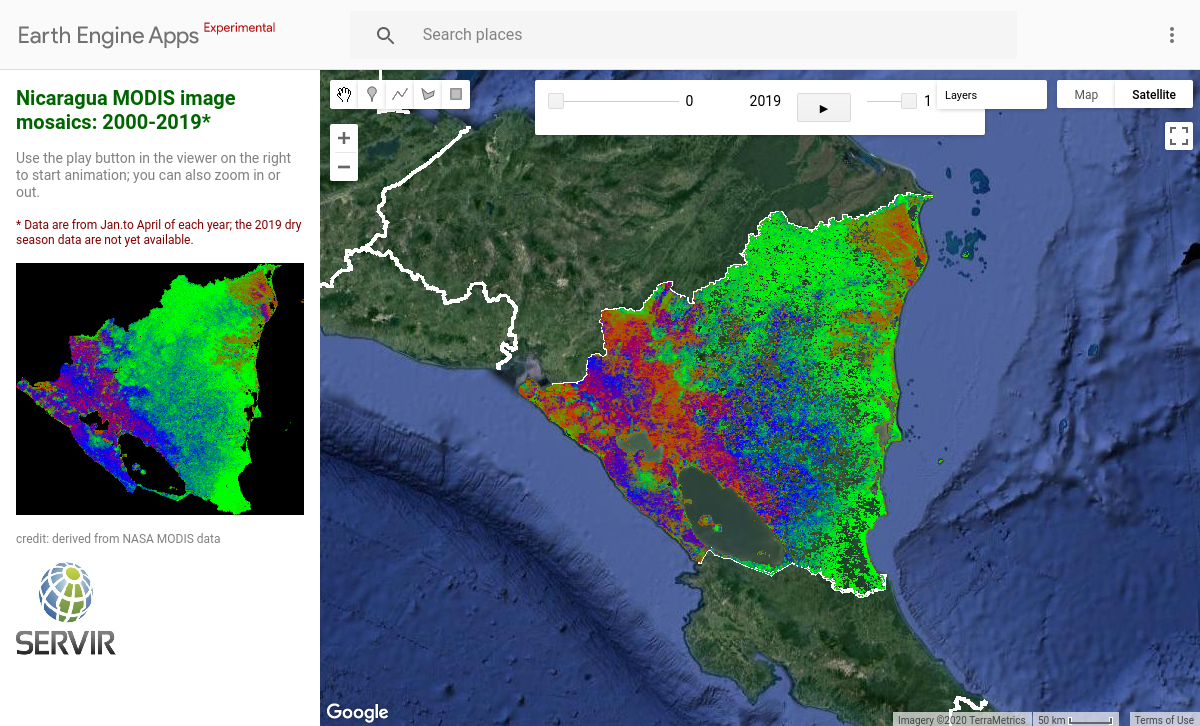 Earth Engine Apps Experimental
Search places
Nicaragua MODIS image
mosaics: 2000-2019*
Use the play button in the viewer on the right
to start animation; you can also zoom in or
out.
* Data are from Jan.to April of each year; the 2019 dry
season data are not yet available.
credit: derived from NASA MODIS data
SERVIR
0
2019
1
Layers
Map
Satellite
Google
Imagery ©2020 TerraMetrics
50 km
Terms of Use